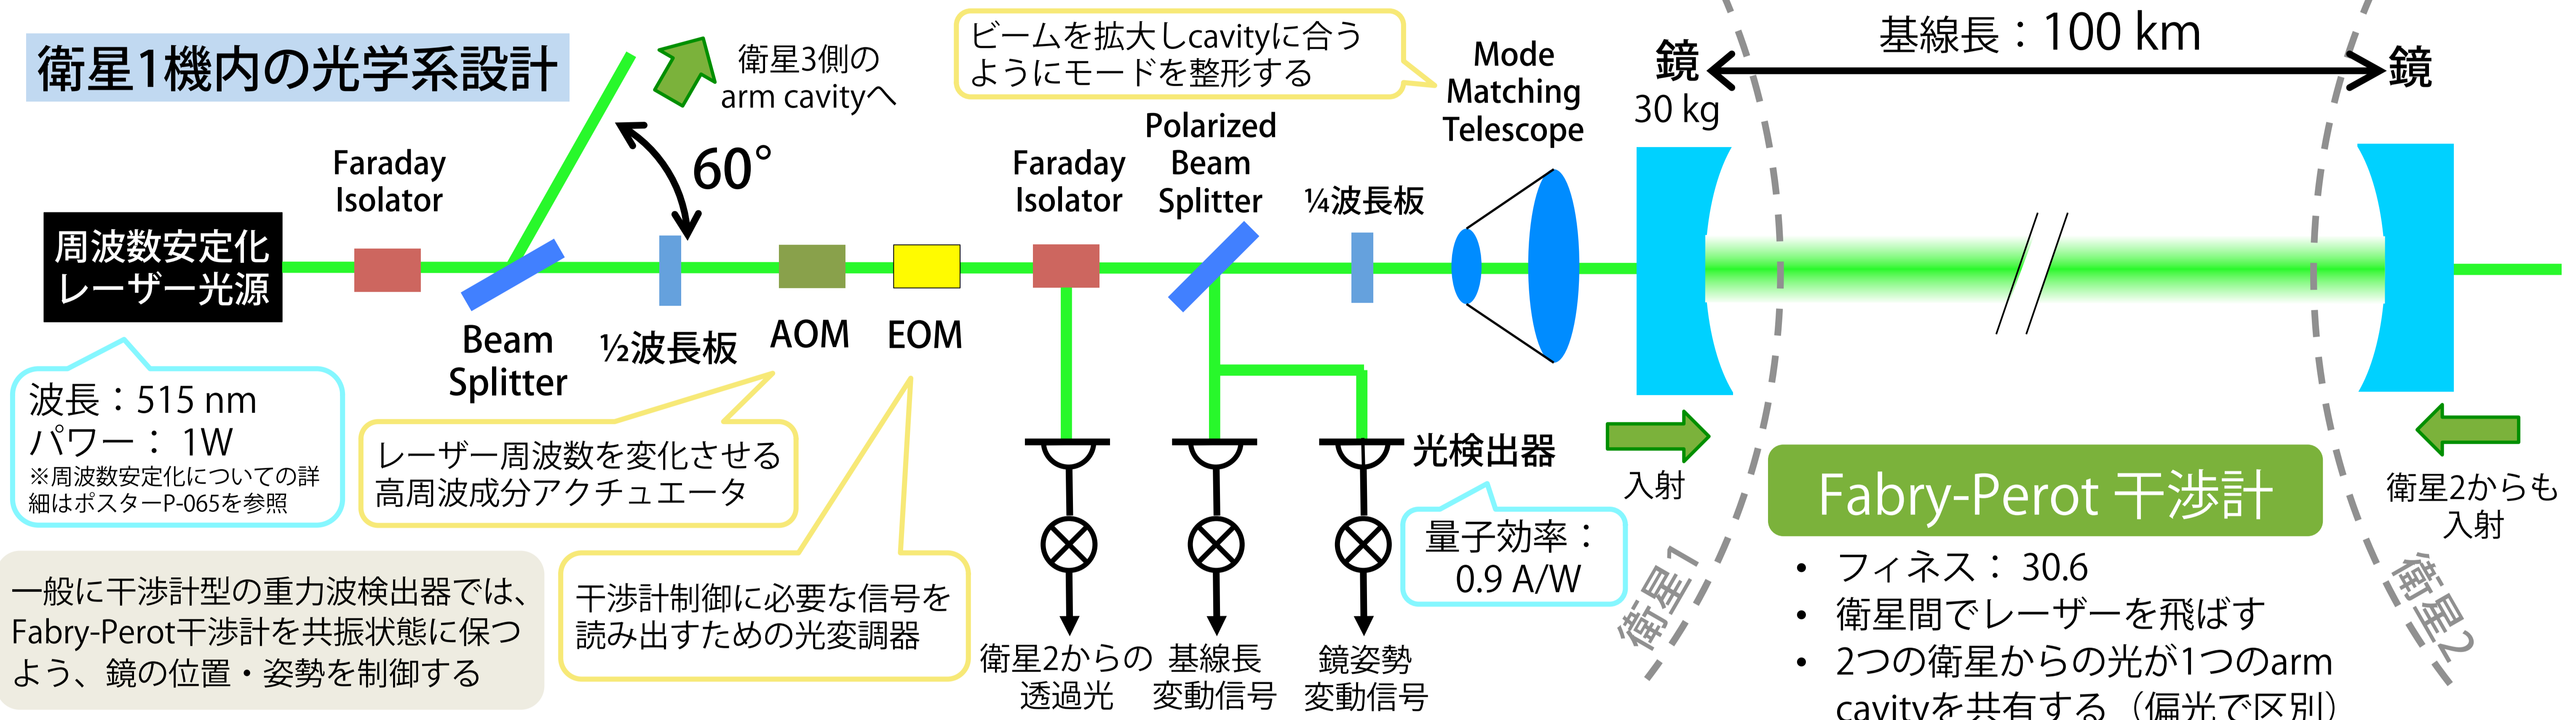 衛星1機内の光学系設計
衛星3側の
arm cavityへ
60°
Faraday
Isolator
周波数安定化
レーザー光源
Beam
Splitter
½波長板
AOM
EOM
Faraday
Isolator
Polarized
Beam
Splitter
¼波長板
ビームを拡大しcavityに合う
ようにモードを整形する
Mode
Matching
Telescope
鏡
30 kg
基線長：100 km
鏡
波長：515 nm
パワー： 1W
※周波数安定化についての詳
細はポスターP-065を参照
レーザー周波数を変化させる
高周波成分アクチュエータ
干渉計制御に必要な信号を
読み出すための光変調器
一般に干渉計型の重力波検出器では、
Fabry-Perot干渉計を共振状態に保つ
よう、鏡の位置・姿勢を制御する
光検出器
量子効率：
0.9 A/W
衛星2からの
透過光
基線長
変動信号
鏡姿勢
変動信号
入射
衛星1
衛星2
衛星2からも
入射
Fabry-Perot 干渉計
• フィネス： 30.6
• 衛星間でレーザーを飛ばす
• 2つの衛星からの光が1つのarm
cavityを共有する（偏光で区別）